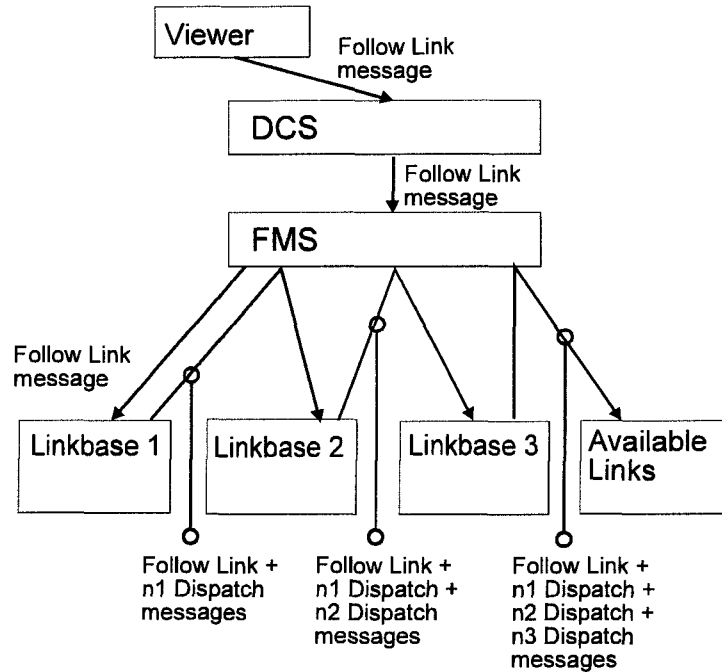 Viewer
Follow Link
message
DCS
Follow Link
message
FMS
Follow Link
message
Linkbase 1
Linkbase 2
Linkbase 3
Available
Links
Follow Link +
n1 Dispatch
messages
Follow Link +
n1 Dispatch +
n2 Dispatch
messages
Follow Link +
n1 Dispatch +
n2 Dispatch +
n3 Dispatch
messages